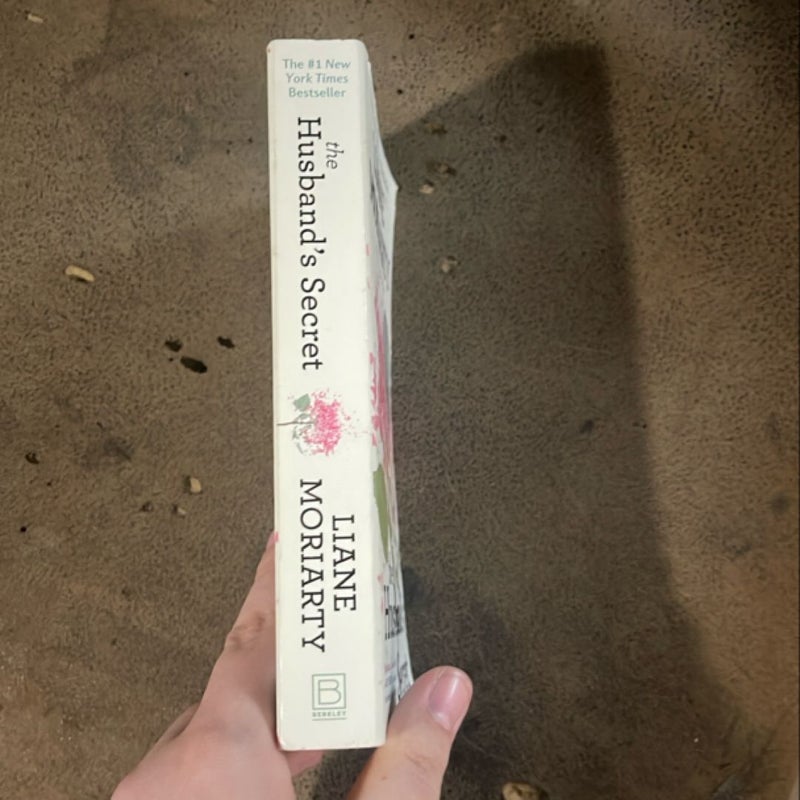 The #1 New
York Times
Bestseller
the
Husband's Secret
LIANE
MORIARTY
B
BERKLEY